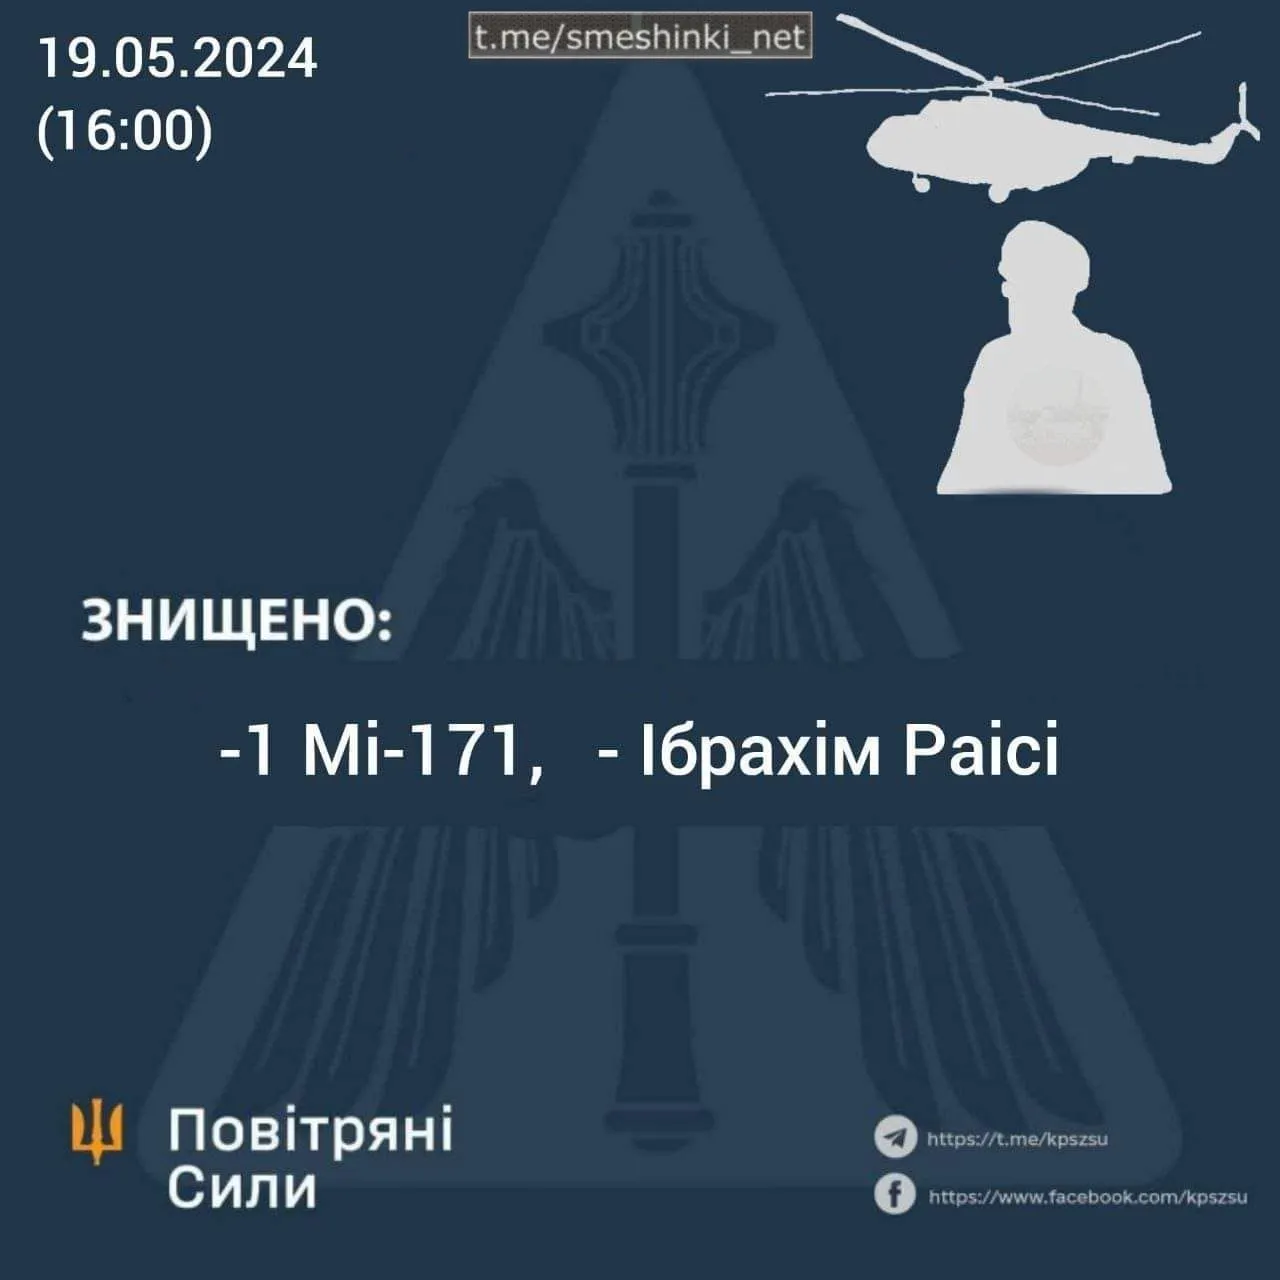 t.me/smeshinki_net
19.05.2024
(16:00)
ЗНИЩЕНО:
-1 Мі-171, - Ібрахім Раісі
Повітряні
Сили
https://t.me/kpszsu
https://www.facebook.com/kpszsu